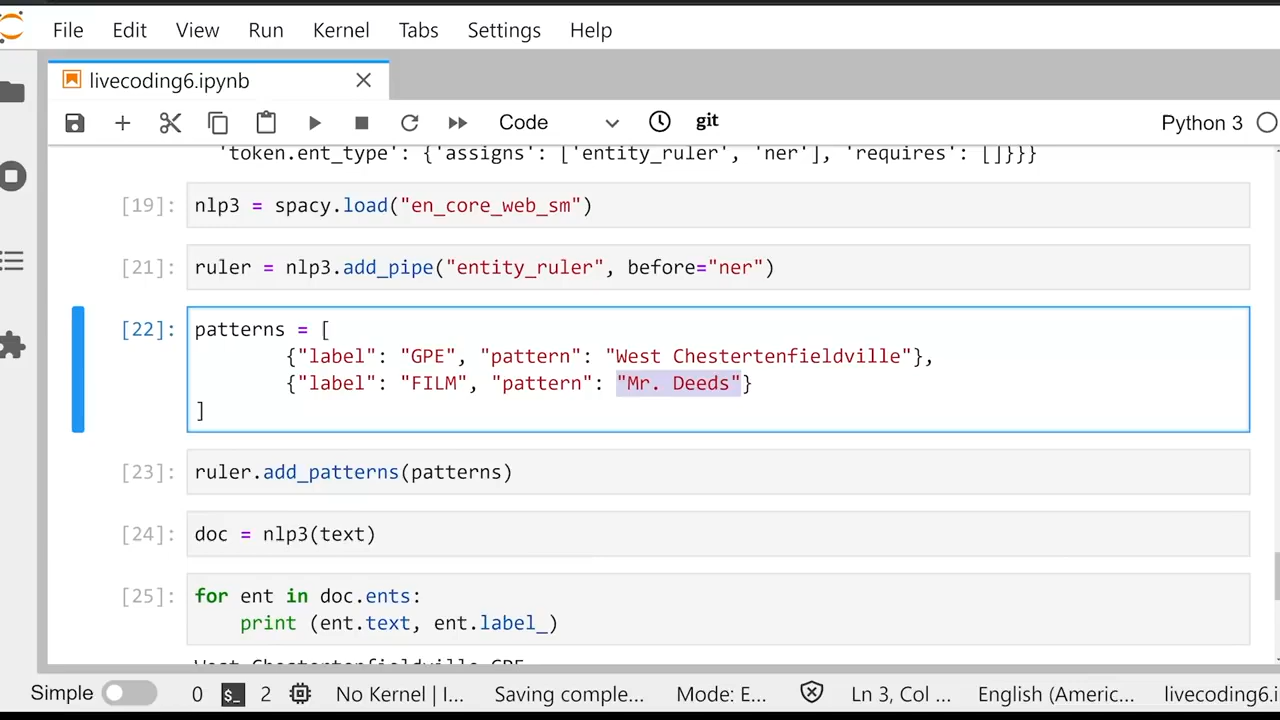 File Edit View Run Kernel Tabs Settings Help
livecoding6.ipynb
Code git Python 3
'token.ent_type': {'assigns': ['entity_ruler', 'ner'], 'requires': []}}}
[19]: nlp3 = spacy.load("en_core_web_sm")
[21]: ruler = nlp3.add_pipe("entity_ruler", before="ner")
[22]: patterns = [
{"label": "GPE", "pattern": "West Chestertenfieldville"},
{"label": "FILM", "pattern": "Mr. Deeds"}
]
[23]: ruler.add_patterns(patterns)
[24]: doc = nlp3(text)
[25]: for ent in doc.ents:
print (ent.text, ent.label_)
West Chestertenfieldville GPE
Simple 0 $_ 2 No Kernel | I... Saving comple... Mode: E... Ln 3, Col ... English (Americ... livecoding6.i